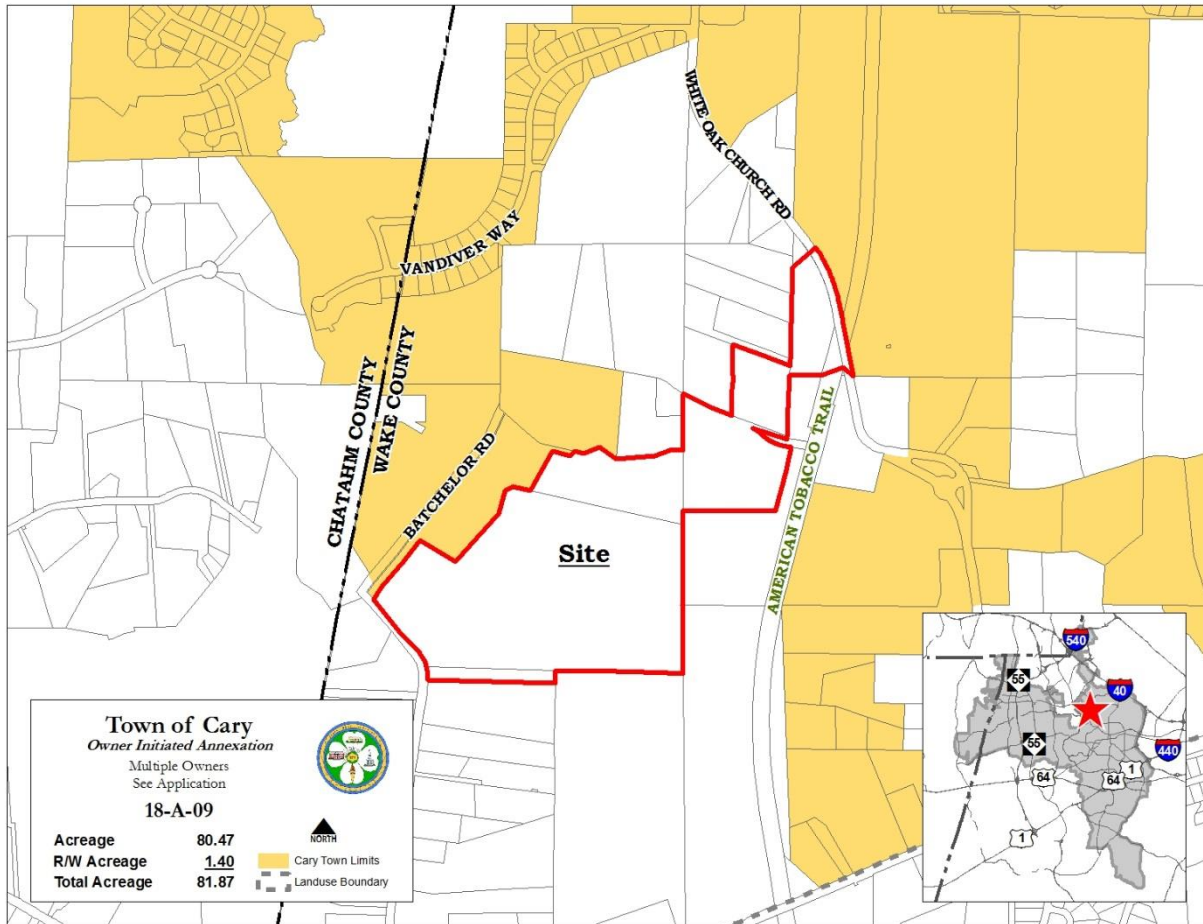 WHITE OAK CHURCH RD
VANDIVER WAY
CHATAHM COUNTY
WAKE COUNTY
BATCHELOR RD
Site
AMERICAN TOBACCO TRAIL
Town of Cary
Owner Initiated Annexation
Multiple Owners
See Application
18-A-09
Acreage 80.47
R/W Acreage 1.40
Total Acreage 81.87
NORTH
Cary Town Limits
Landuse Boundary
540
55
40
55
440
64
64
1
1